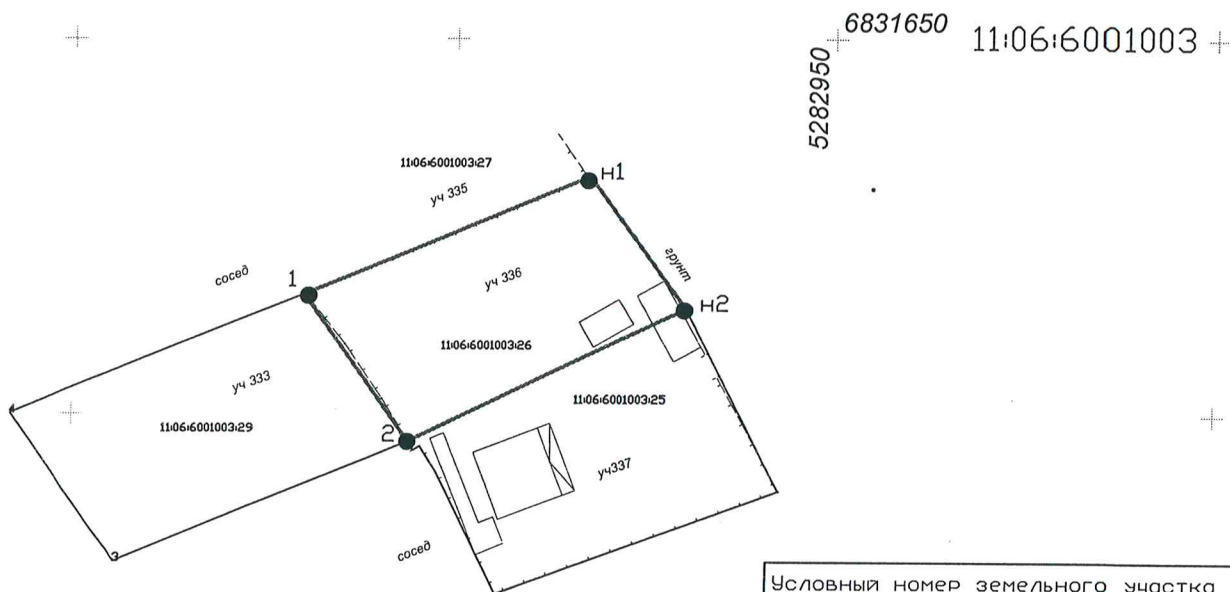 6831650
11:06:6001003
5282950
11:06:6001003:27
н1
уч 335
сосед
1
уч 336
грунт
н2
11:06:6001003:26
уч 333
11:06:6001003:25
4
11:06:6001003:29
2
уч337
сосед
3
Условный номер земельного участка